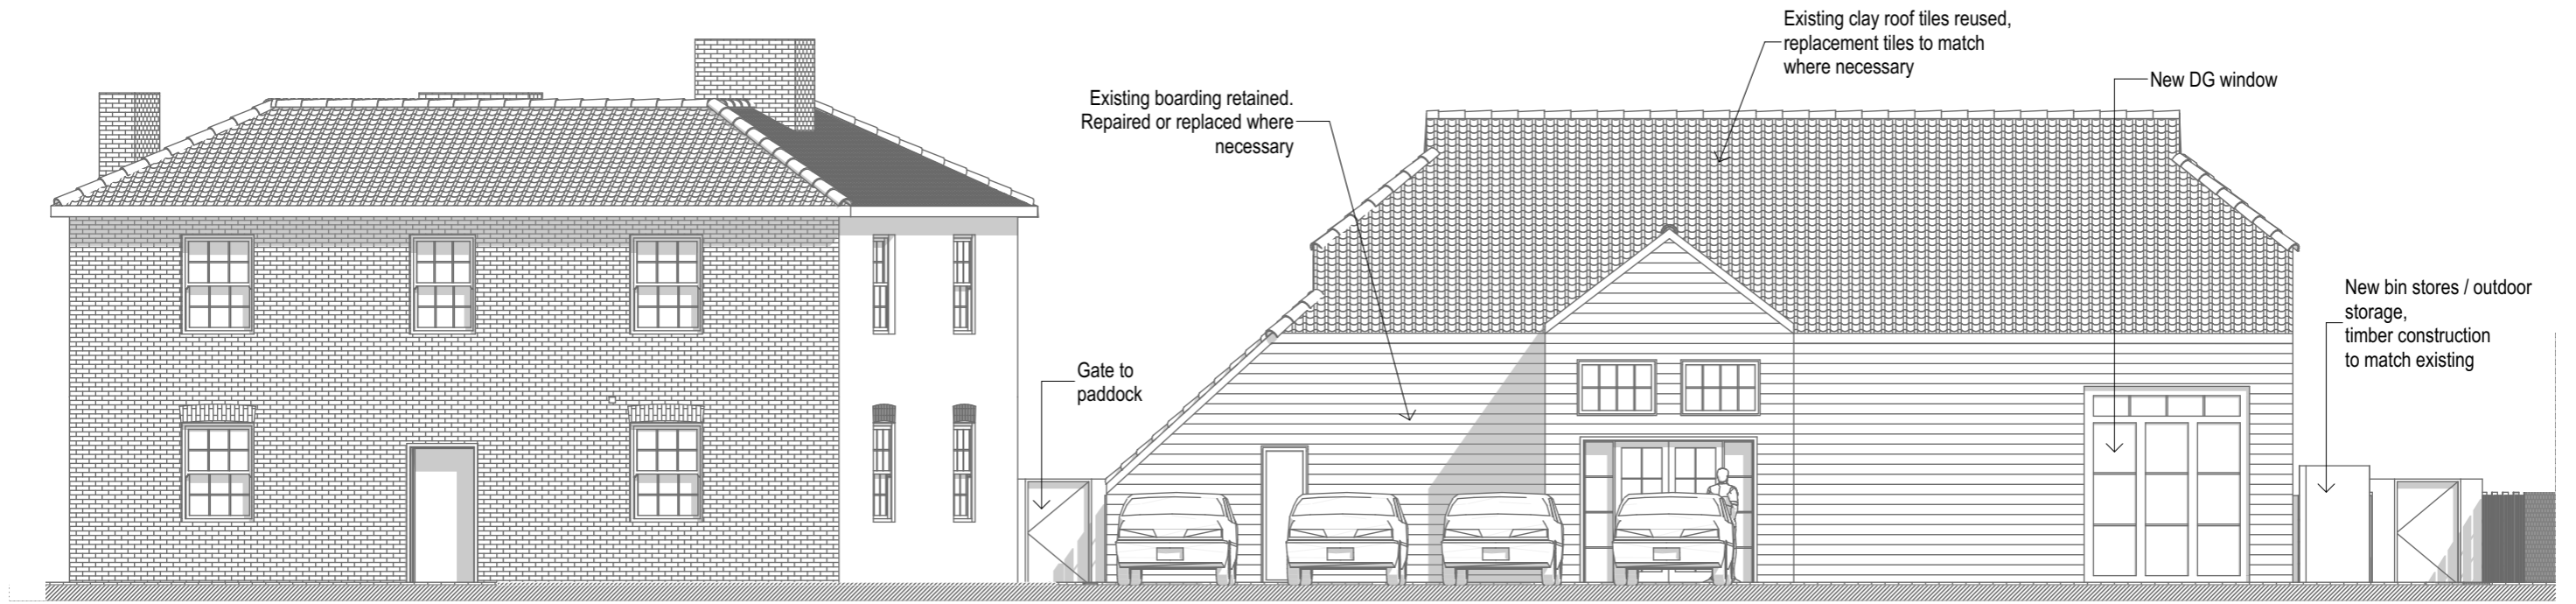 Existing clay roof tiles reused,
replacement tiles to match
where necessary
New DG window
Existing boarding retained.
Repaired or replaced where
necessary
New bin stores / outdoor
storage,
timber construction
to match existing
Gate to
paddock